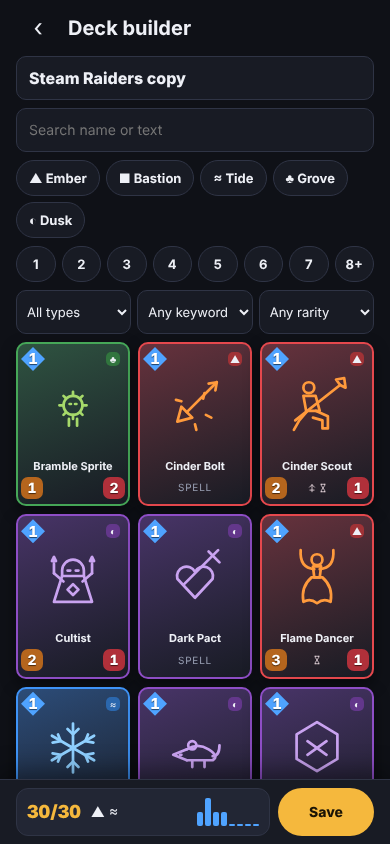 Deck builder
Steam Raiders copy
Search name or text
Ember Bastion Tide Grove
Dusk
1 2 3 4 5 6 7 8+
All types Any keyword Any rarity
1 1 1
Bramble Sprite Cinder Bolt Cinder Scout
1 2 SPELL 2 1
1 1 1
Cultist Dark Pact Flame Dancer
2 1 SPELL 3 1
1 1 1
30/30 Save